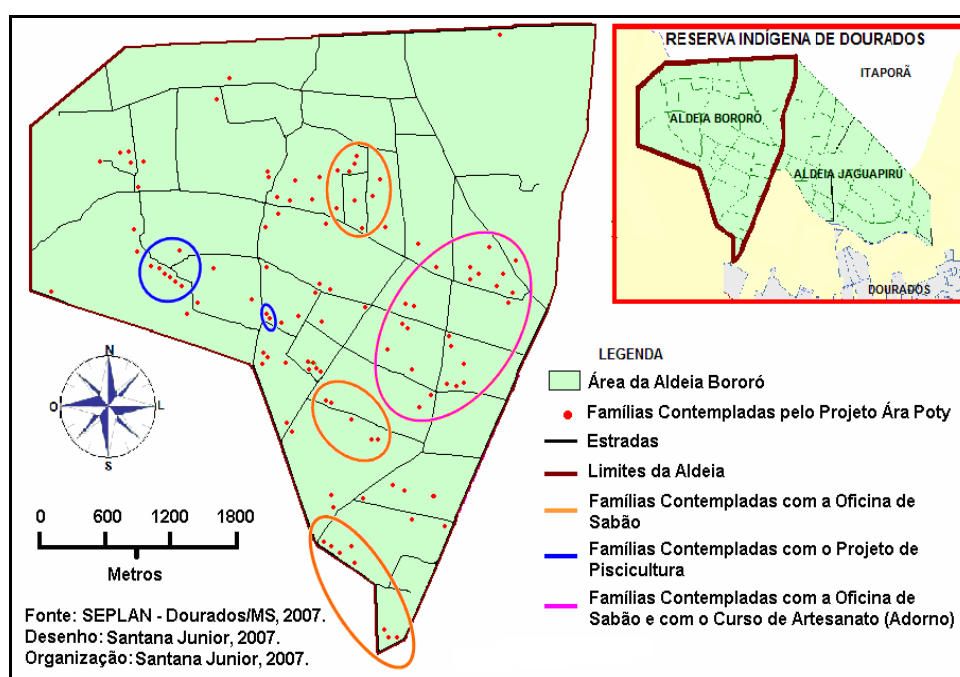 RESERVA INDÍGENA DE DOURADOS
ITAPORÃ
ALDEIA BORORÓ
ALDEIA JAGUAPIRÚ
DOURADOS
N
O
L
S
LEGENDA
Área da Aldeia Bororó
Famílias Contempladas pelo Projeto Ára Poty
Estradas
Limites da Aldeia
Famílias Contempladas com a Oficina de
Sabão
Famílias Contempladas com o Projeto de
Piscicultura
Famílias Contempladas com a Oficina de
Sabão e com o Curso de Artesanato (Adorno)
0 600 1200 1800
Metros
Fonte: SEPLAN - Dourados/MS, 2007.
Desenho: Santana Junior, 2007.
Organização: Santana Junior, 2007.